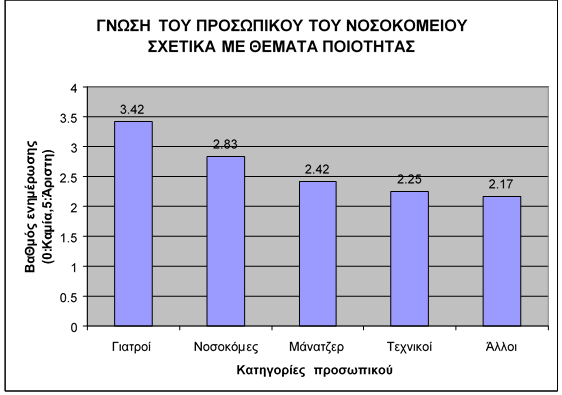 ΓΝΩΣΗ ΤΟΥ ΠΡΟΣΩΠΙΚΟΥ ΤΟΥ ΝΟΣΟΚΟΜΕΙΟΥ
ΣΧΕΤΙΚΑ ΜΕ ΘΕΜΑΤΑ ΠΟΙΟΤΗΤΑΣ
Βαθμός ενημέρωσης
(0:Καμία,5:Άριστη)
4
3.5
3
2.5
2
1.5
1
0.5
0
3.42
2.83
2.42
2.25
2.17
Γιατροί Νοσοκόμες Μάνατζερ Τεχνικοί Άλλοι
Κατηγορίες προσωπικού